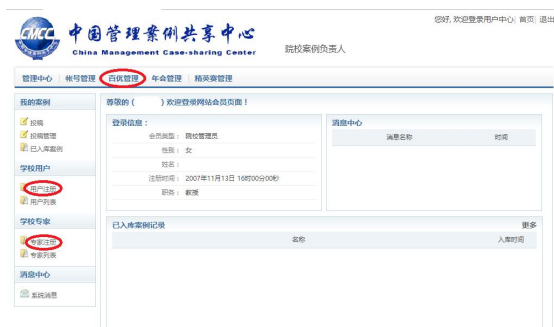 您好, 欢迎登录用户中心| 首页| 退出
CMCC
中国管理案例共享中心
China Management Case-sharing Center
院校案例负责人
管理中心 帐号管理 百优管理 年会管理 精英赛管理
我的案例
投稿
投稿管理
已入库案例
学校用户
用户注册
用户列表
学校专家
专家注册
专家列表
消息中心
系统消息
尊敬的 ( ) 欢迎登录网站会员页面！
登录信息：
会员类型： 院校管理员
性别： 女
姓名：
注册时间： 2007年11月13日 16时00分00秒
职务： 教授
消息中心
消息名称 时间
已入库案例记录 更多
名称 入库时间